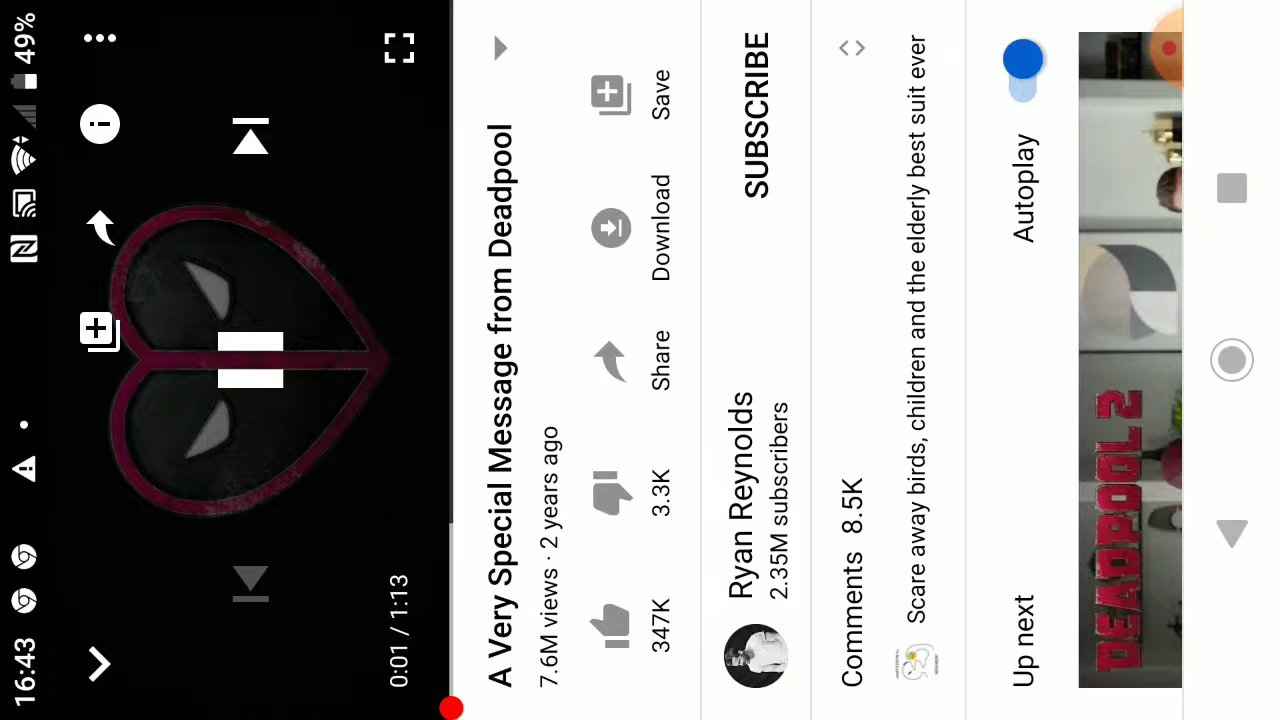 16:43
49%
0:01 / 1:13
A Very Special Message from Deadpool
7.6M views · 2 years ago
347K
3.3K
Share
Download
Save
Ryan Reynolds
2.35M subscribers
SUBSCRIBE
Comments 8.5K
Scare away birds, children and the elderly best suit ever
Up next
Autoplay
DEADPOOL 2